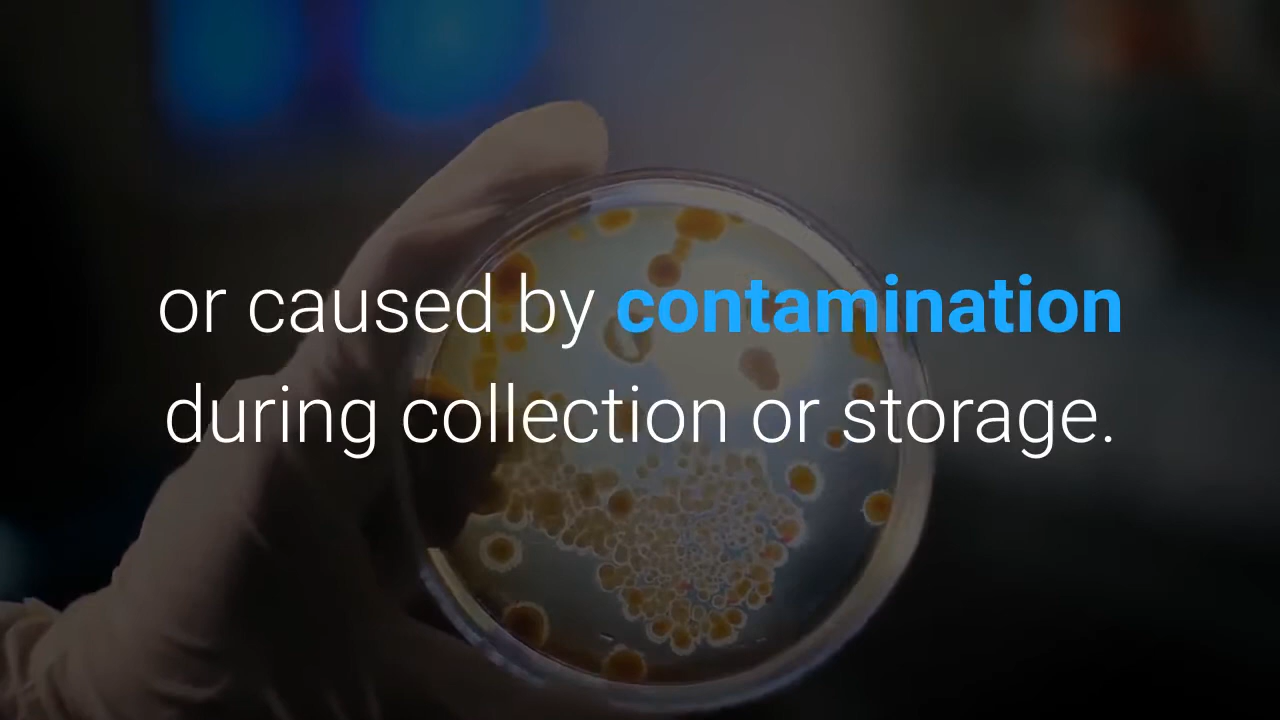 or caused by contamination
during collection or storage.